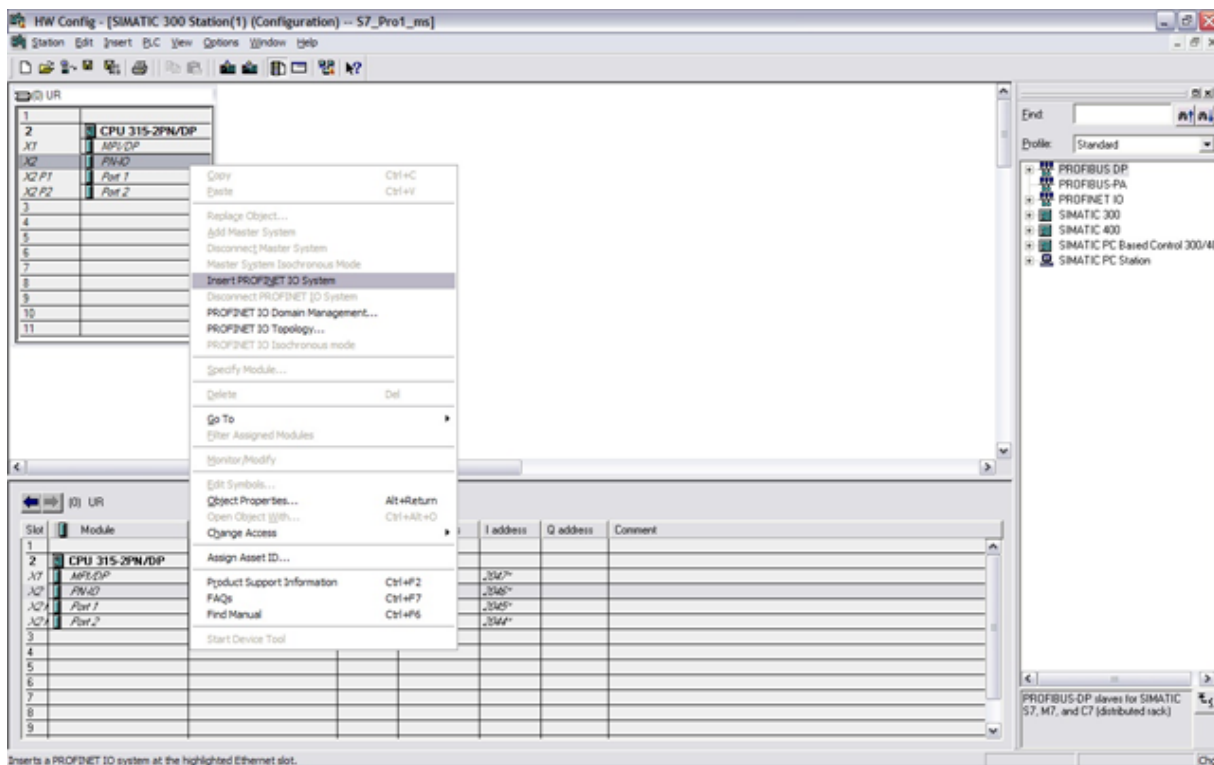 HW Config - [SIMATIC 300 Station(1) (Configuration) -- S7_Pro1_ms]
Station Edit Insert PLC View Options Window Help
(0) UR
1
2 CPU 315-2PN/DP
X1 MPI/DP
X2 PN-IO
X2 P1 Port 1
X2 P2 Port 2
3
4
5
6
7
8
9
10
11
Copy Ctrl+C
Paste Ctrl+V
Replace Object...
Add Master System
Disconnect Master System
Master System Isochronous Mode
Insert PROFINET IO System
Disconnect PROFINET IO System
PROFINET IO Domain Management...
PROFINET IO Topology...
PROFINET IO Isochronous mode
Specify Module...
Delete Del
Go To
Filter Assigned Modules
Monitor/Modify
Edit Symbols...
Object Properties... Alt+Return
Open Object With... Ctrl+Alt+O
Change Access
Assign Asset ID...
Product Support Information Ctrl+F2
FAQs Ctrl+F7
Find Manual Ctrl+F6
Start Device Tool
Find:
Profile: Standard
PROFIBUS DP
PROFIBUS-PA
PROFINET IO
SIMATIC 300
SIMATIC 400
SIMATIC PC Based Control 300/40
SIMATIC PC Station
PROFIBUS-DP slaves for SIMATIC
S7, M7, and C7 (distributed rack)
(0) UR
Slot Module I address Q address Comment
1
2 CPU 315-2PN/DP
X1 MPI/DP 2047*
X2 PN-IO 2046*
X2 Port 1 2045*
X2 Port 2 2044*
3
4
5
6
7
8
9
Inserts a PROFINET IO system at the highlighted Ethernet slot.
Chg